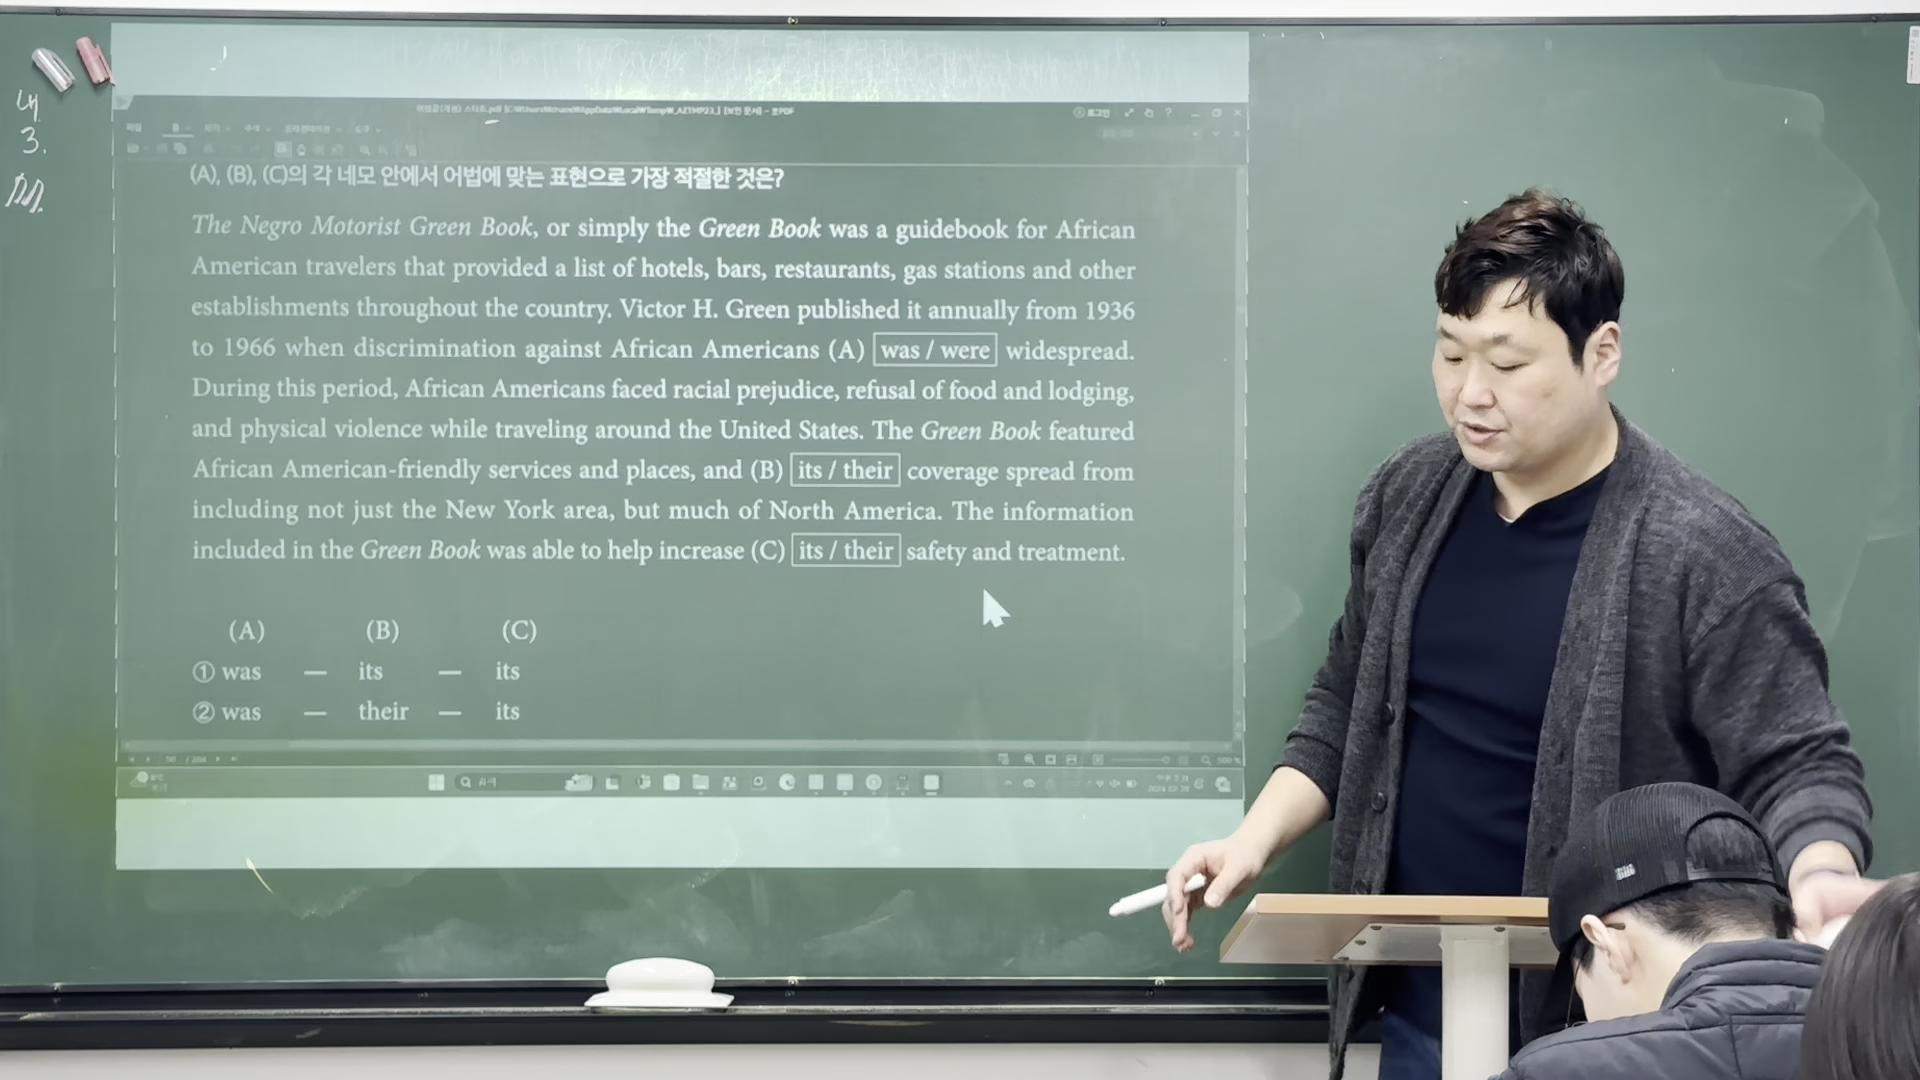 내
3.
(A), (B), (C)의 각 네모 안에서 어법에 맞는 표현으로 가장 적절한 것은?
The Negro Motorist Green Book, or simply the Green Book was a guidebook for African
American travelers that provided a list of hotels, bars, restaurants, gas stations and other
establishments throughout the country. Victor H. Green published it annually from 1936
to 1966 when discrimination against African Americans (A) was / were widespread.
During this period, African Americans faced racial prejudice, refusal of food and lodging,
and physical violence while traveling around the United States. The Green Book featured
African American-friendly services and places, and (B) its / their coverage spread from
including not just the New York area, but much of North America. The information
included in the Green Book was able to help increase (C) its / their safety and treatment.
(A) (B) (C)
① was — its — its
② was — their — its
검색